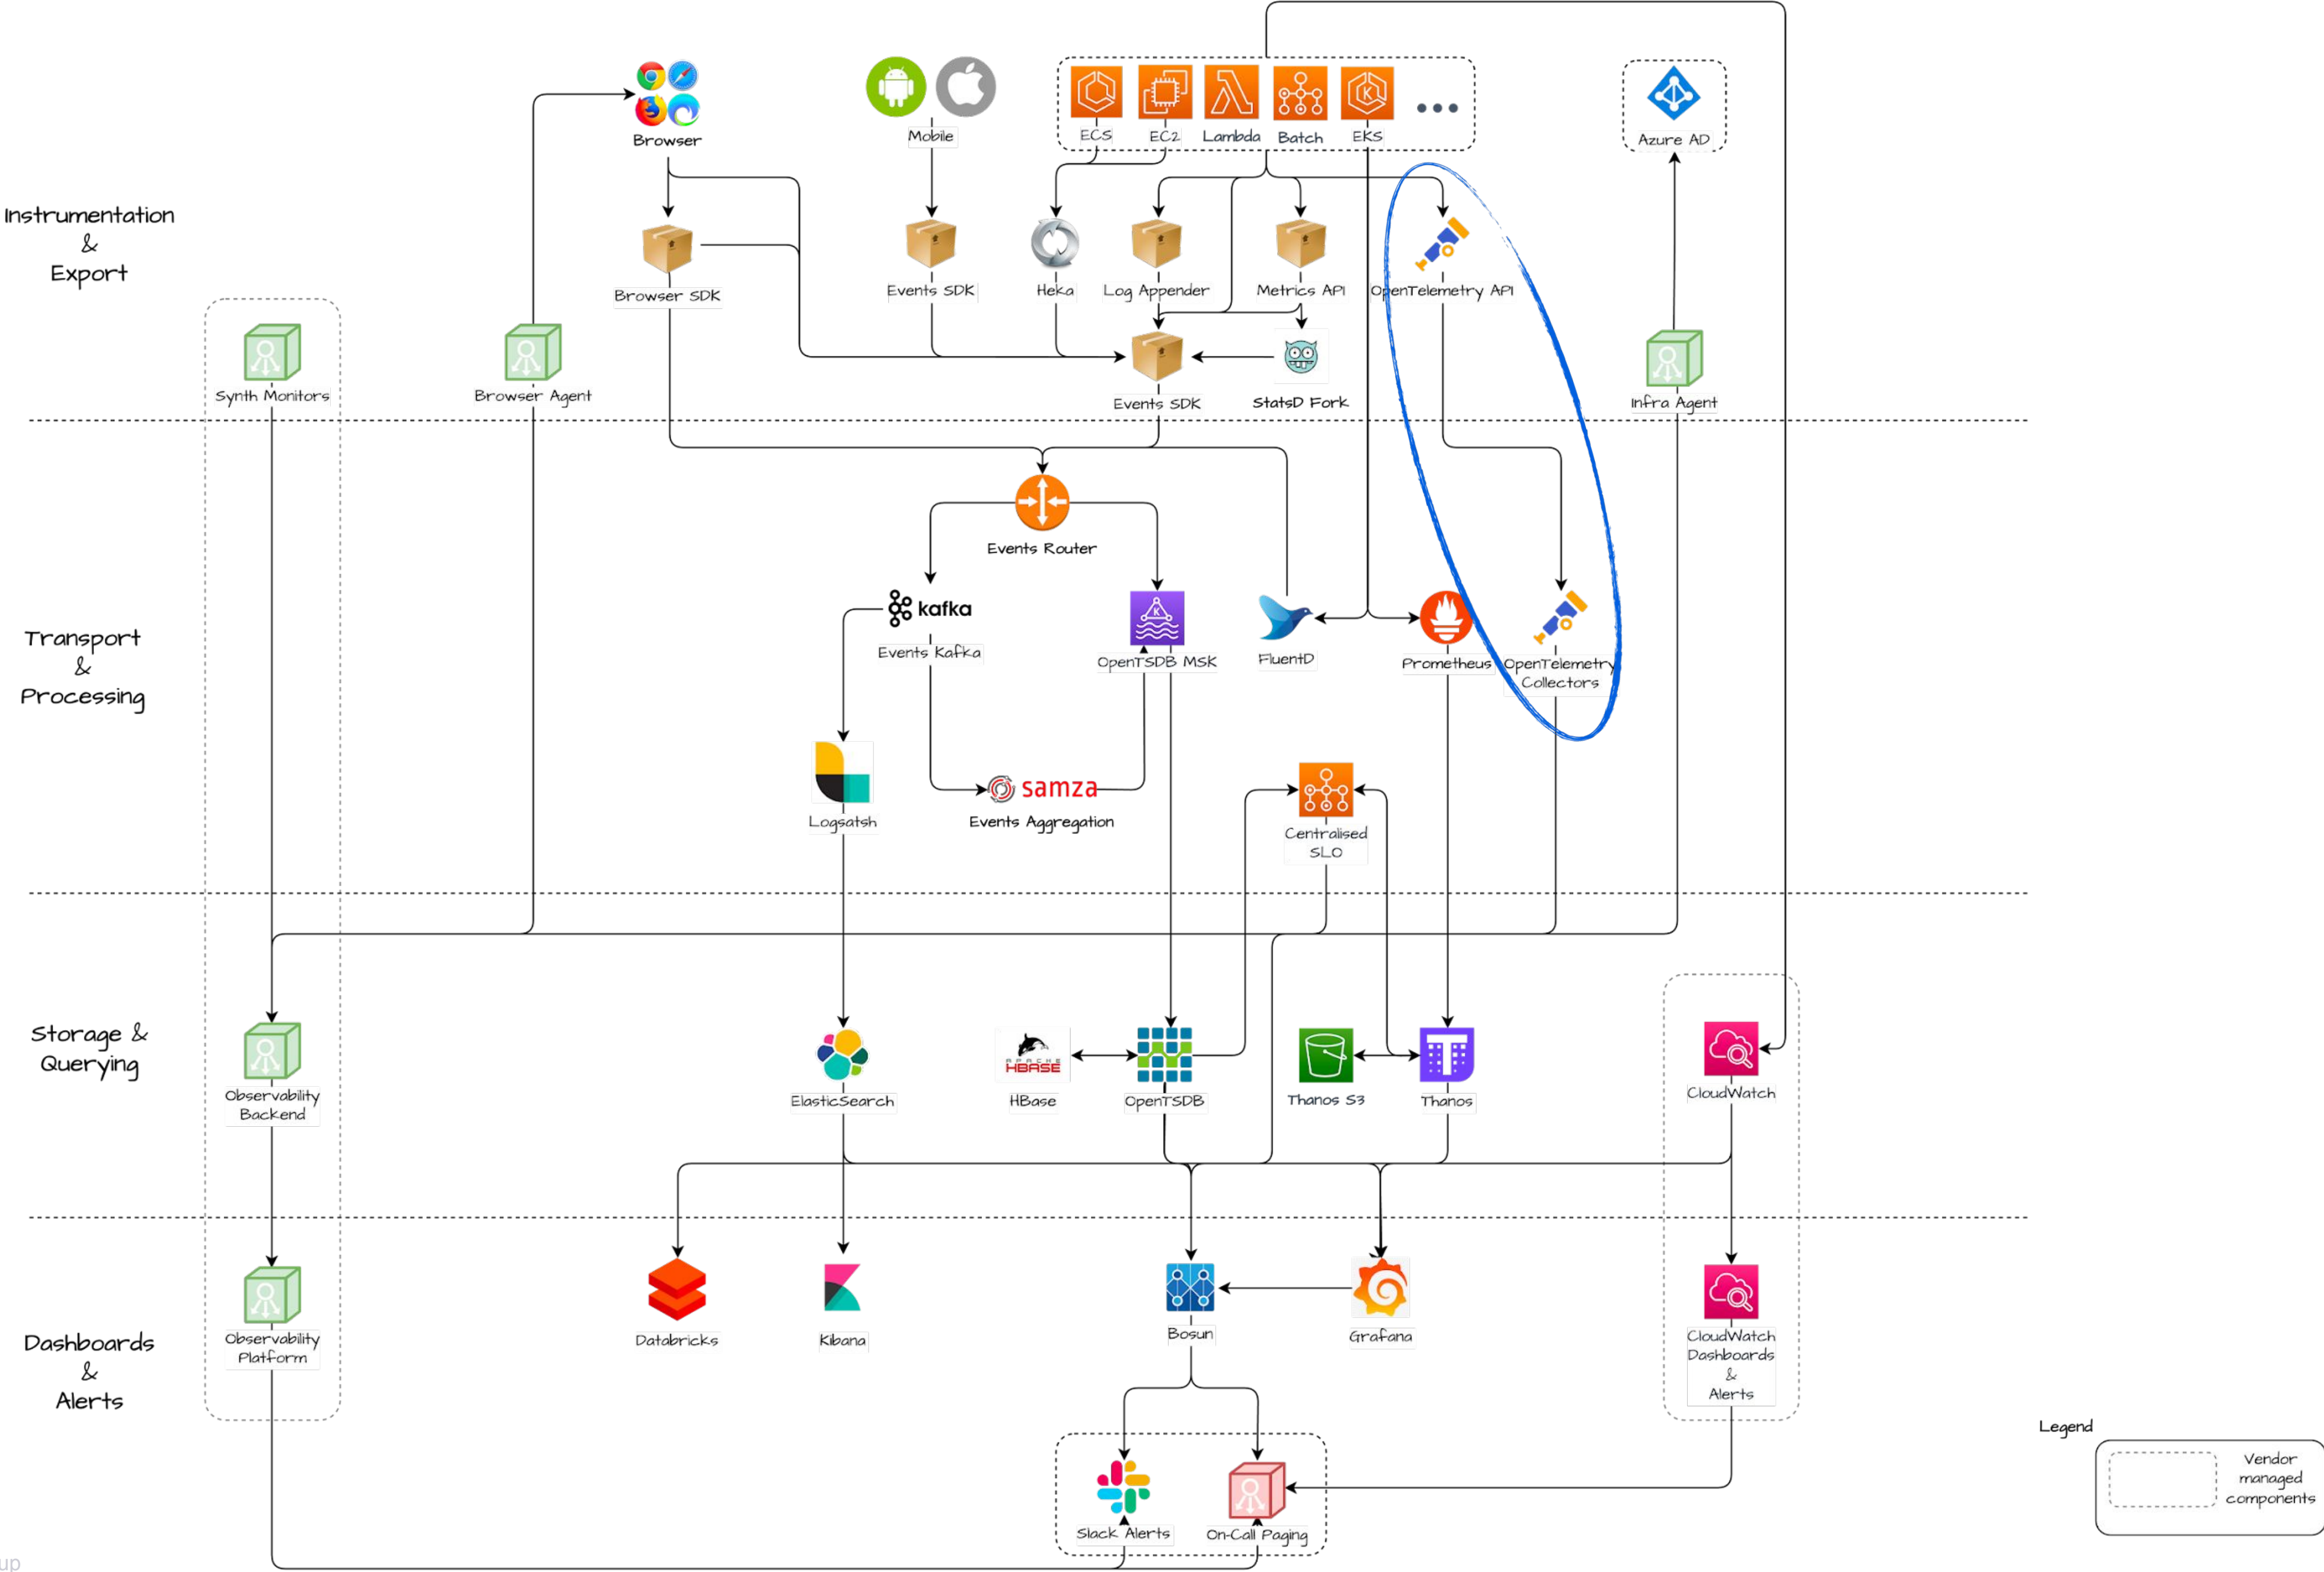 Browser
Mobile
ECS
EC2
Lambda
Batch
EKS
Azure AD
Instrumentation
&
Export
Browser SDK
Events SDK
Heka
Log Appender
Metrics API
OpenTelemetry API
Synth Monitors
Browser Agent
Events SDK
StatsD Fork
Infra Agent
Events Router
Transport
&
Processing
kafka
Events Kafka
OpenTSDB MSK
FluentD
Prometheus
OpenTelemetry
Collectors
Logsatsh
samza
Events Aggregation
Centralised
SLO
Storage &
Querying
Observability
Backend
ElasticSearch
APACHE
HBASE
HBase
OpenTSDB
Thanos S3
Thanos
CloudWatch
Dashboards
&
Alerts
Observability
Platform
Databricks
Kibana
Bosun
Grafana
CloudWatch
Dashboards
&
Alerts
Slack Alerts
On-Call Paging
Legend
Vendor
managed
components
up